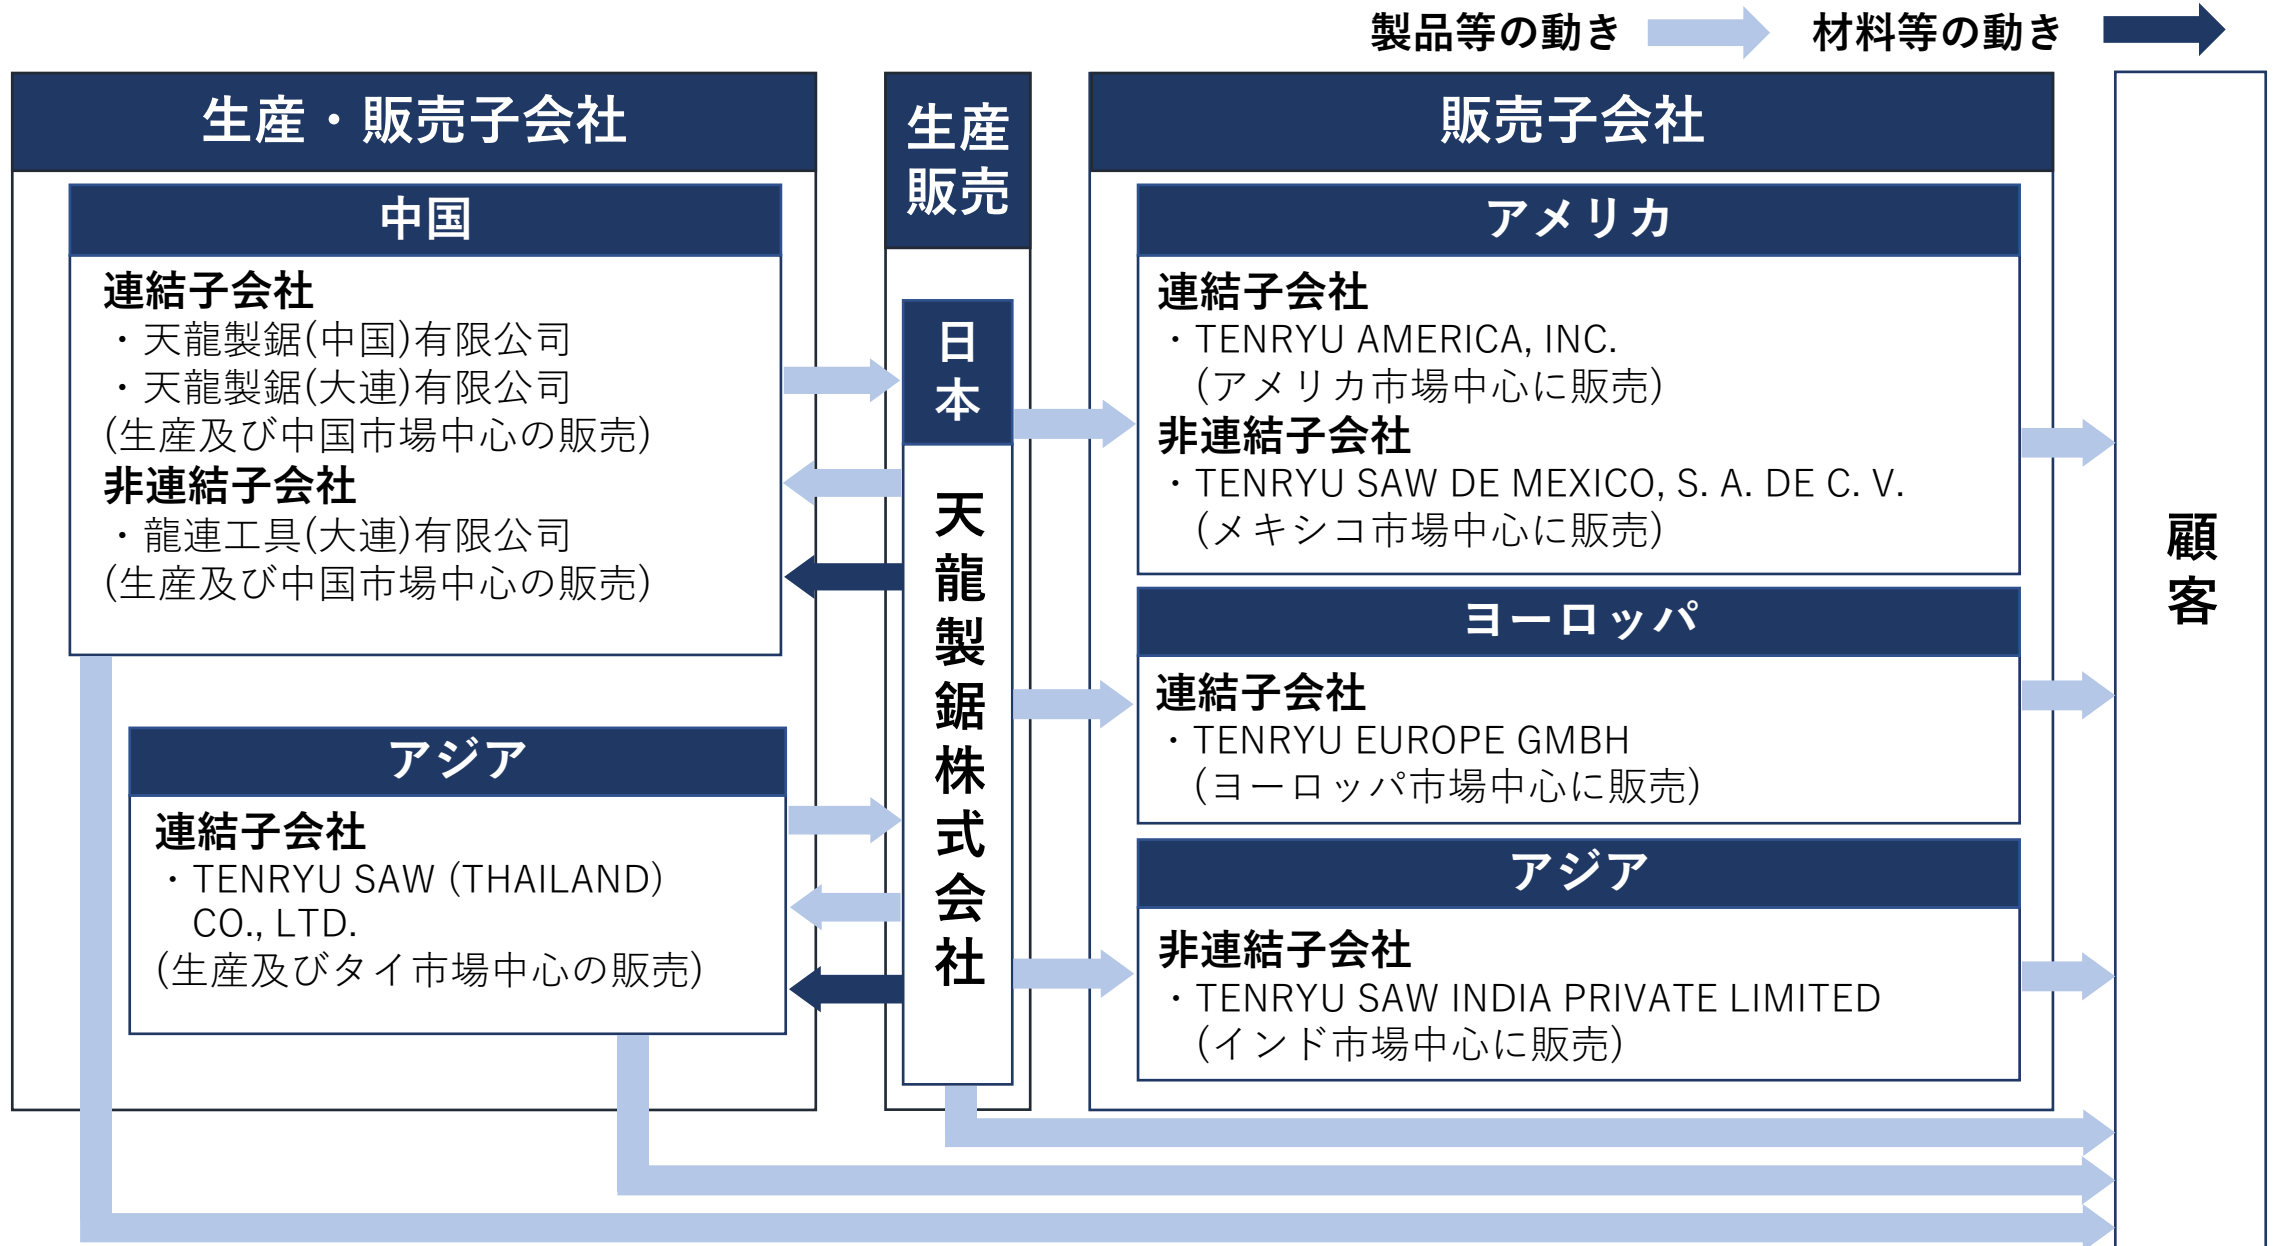 製品等の動き
材料等の動き
生産・販売子会社
中国
連結子会社
・天龍製鋸(中国)有限公司
・天龍製鋸(大連)有限公司
(生産及び中国市場中心の販売)
非連結子会社
・龍連工具(大連)有限公司
(生産及び中国市場中心の販売)
アジア
連結子会社
・TENRYU SAW (THAILAND)
CO., LTD.
(生産及びタイ市場中心の販売)
生産
販売
日本
天龍製鋸株式会社
販売子会社
アメリカ
連結子会社
・TENRYU AMERICA, INC.
(アメリカ市場中心に販売)
非連結子会社
・TENRYU SAW DE MEXICO, S. A. DE C. V.
(メキシコ市場中心に販売)
ヨーロッパ
連結子会社
・TENRYU EUROPE GMBH
(ヨーロッパ市場中心に販売)
アジア
非連結子会社
・TENRYU SAW INDIA PRIVATE LIMITED
(インド市場中心に販売)
顧客